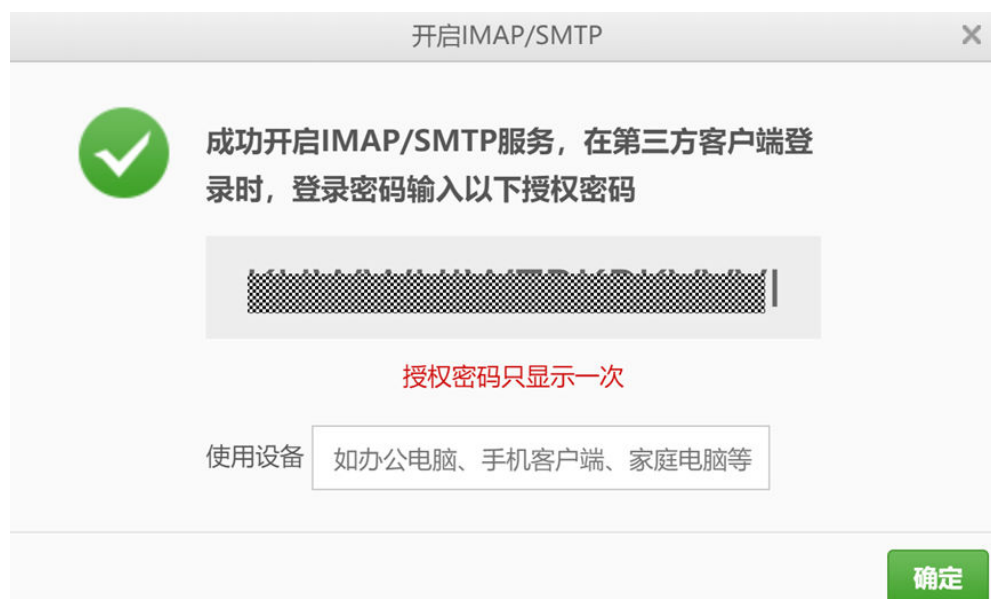 开启IMAP/SMTP
成功开启IMAP/SMTP服务，在第三方客户端登
录时，登录密码输入以下授权密码
授权密码只显示一次
使用设备 如办公电脑、手机客户端、家庭电脑等
确定